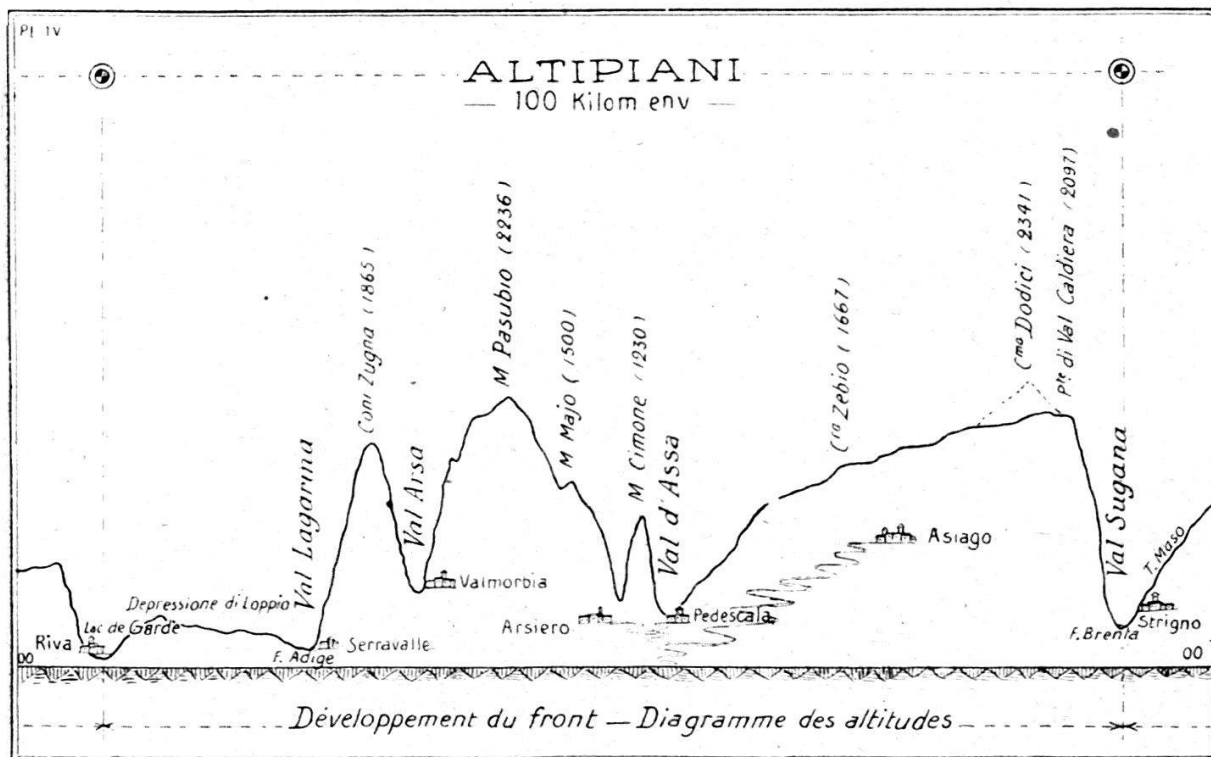 Pl IV
ALTIPIANI
— 100 Kilom env —
Val Lagarina
Coni Zugna (1865)
Val Arsa
M Pasubio (2236)
M Majo (1500)
M Cimone (1230)
Val d'Assa
Cra Zebio (1667)
Cma Dodici (2341)
Pte di Val Caldiera (2097)
Val Sugana
T. Maso
Asiago
Valmorbia
Depressione di Loppio
Lac de Garde
Riva
F. Adige
Serravalle
Arsiero
Pedescala
Strigno
F. Brenta
00
00
Développement du front — Diagramme des altitudes